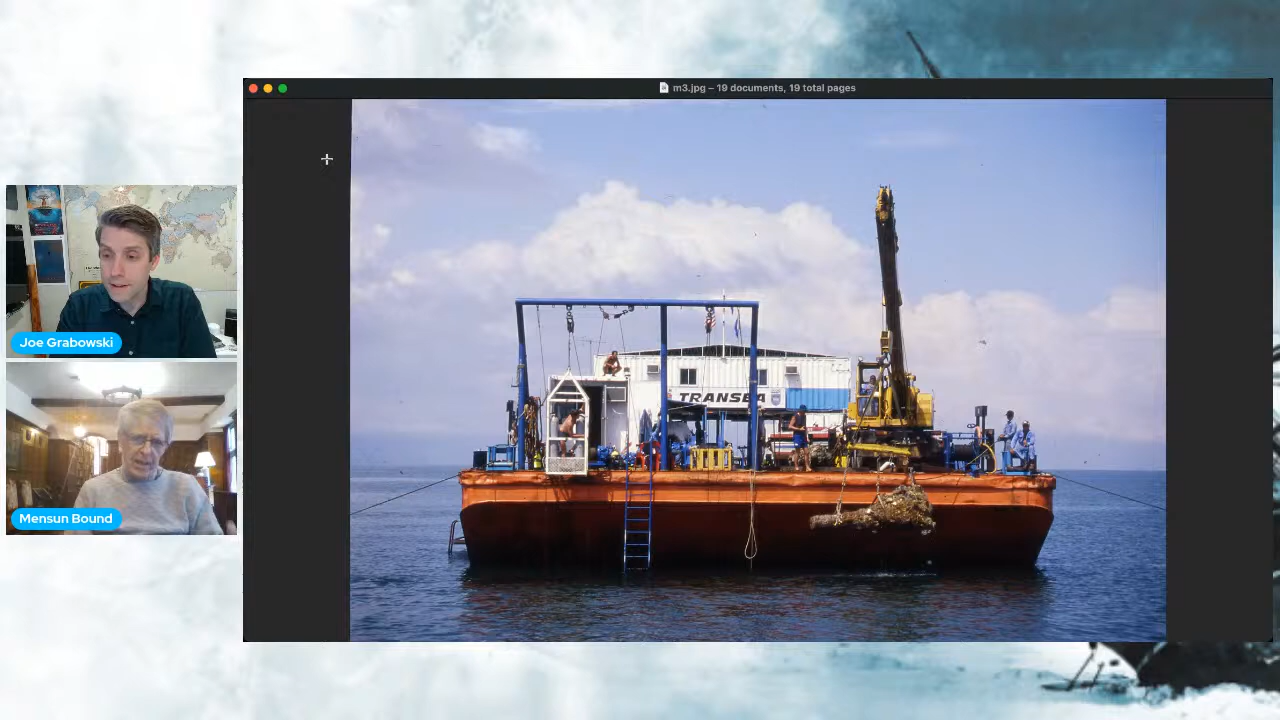 m3.jpg – 19 documents, 19 total pages
Joe Grabowski
Mensun Bound
TRANSEA